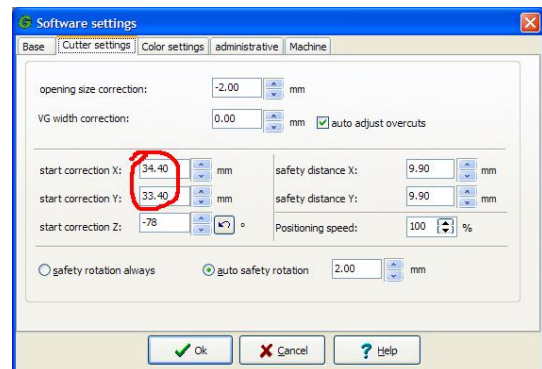 Software settings
Base Cutter settings Color settings administrative Machine
opening size correction: -2.00 mm
VG width correction: 0.00 mm auto adjust overcuts
start correction X: 34.40 mm safety distance X: 9.90 mm
start correction Y: 33.40 mm safety distance Y: 9.90 mm
start correction Z: -78 ° Positioning speed: 100 %
safety rotation always auto safety rotation 2.00 mm
Ok Cancel ? Help